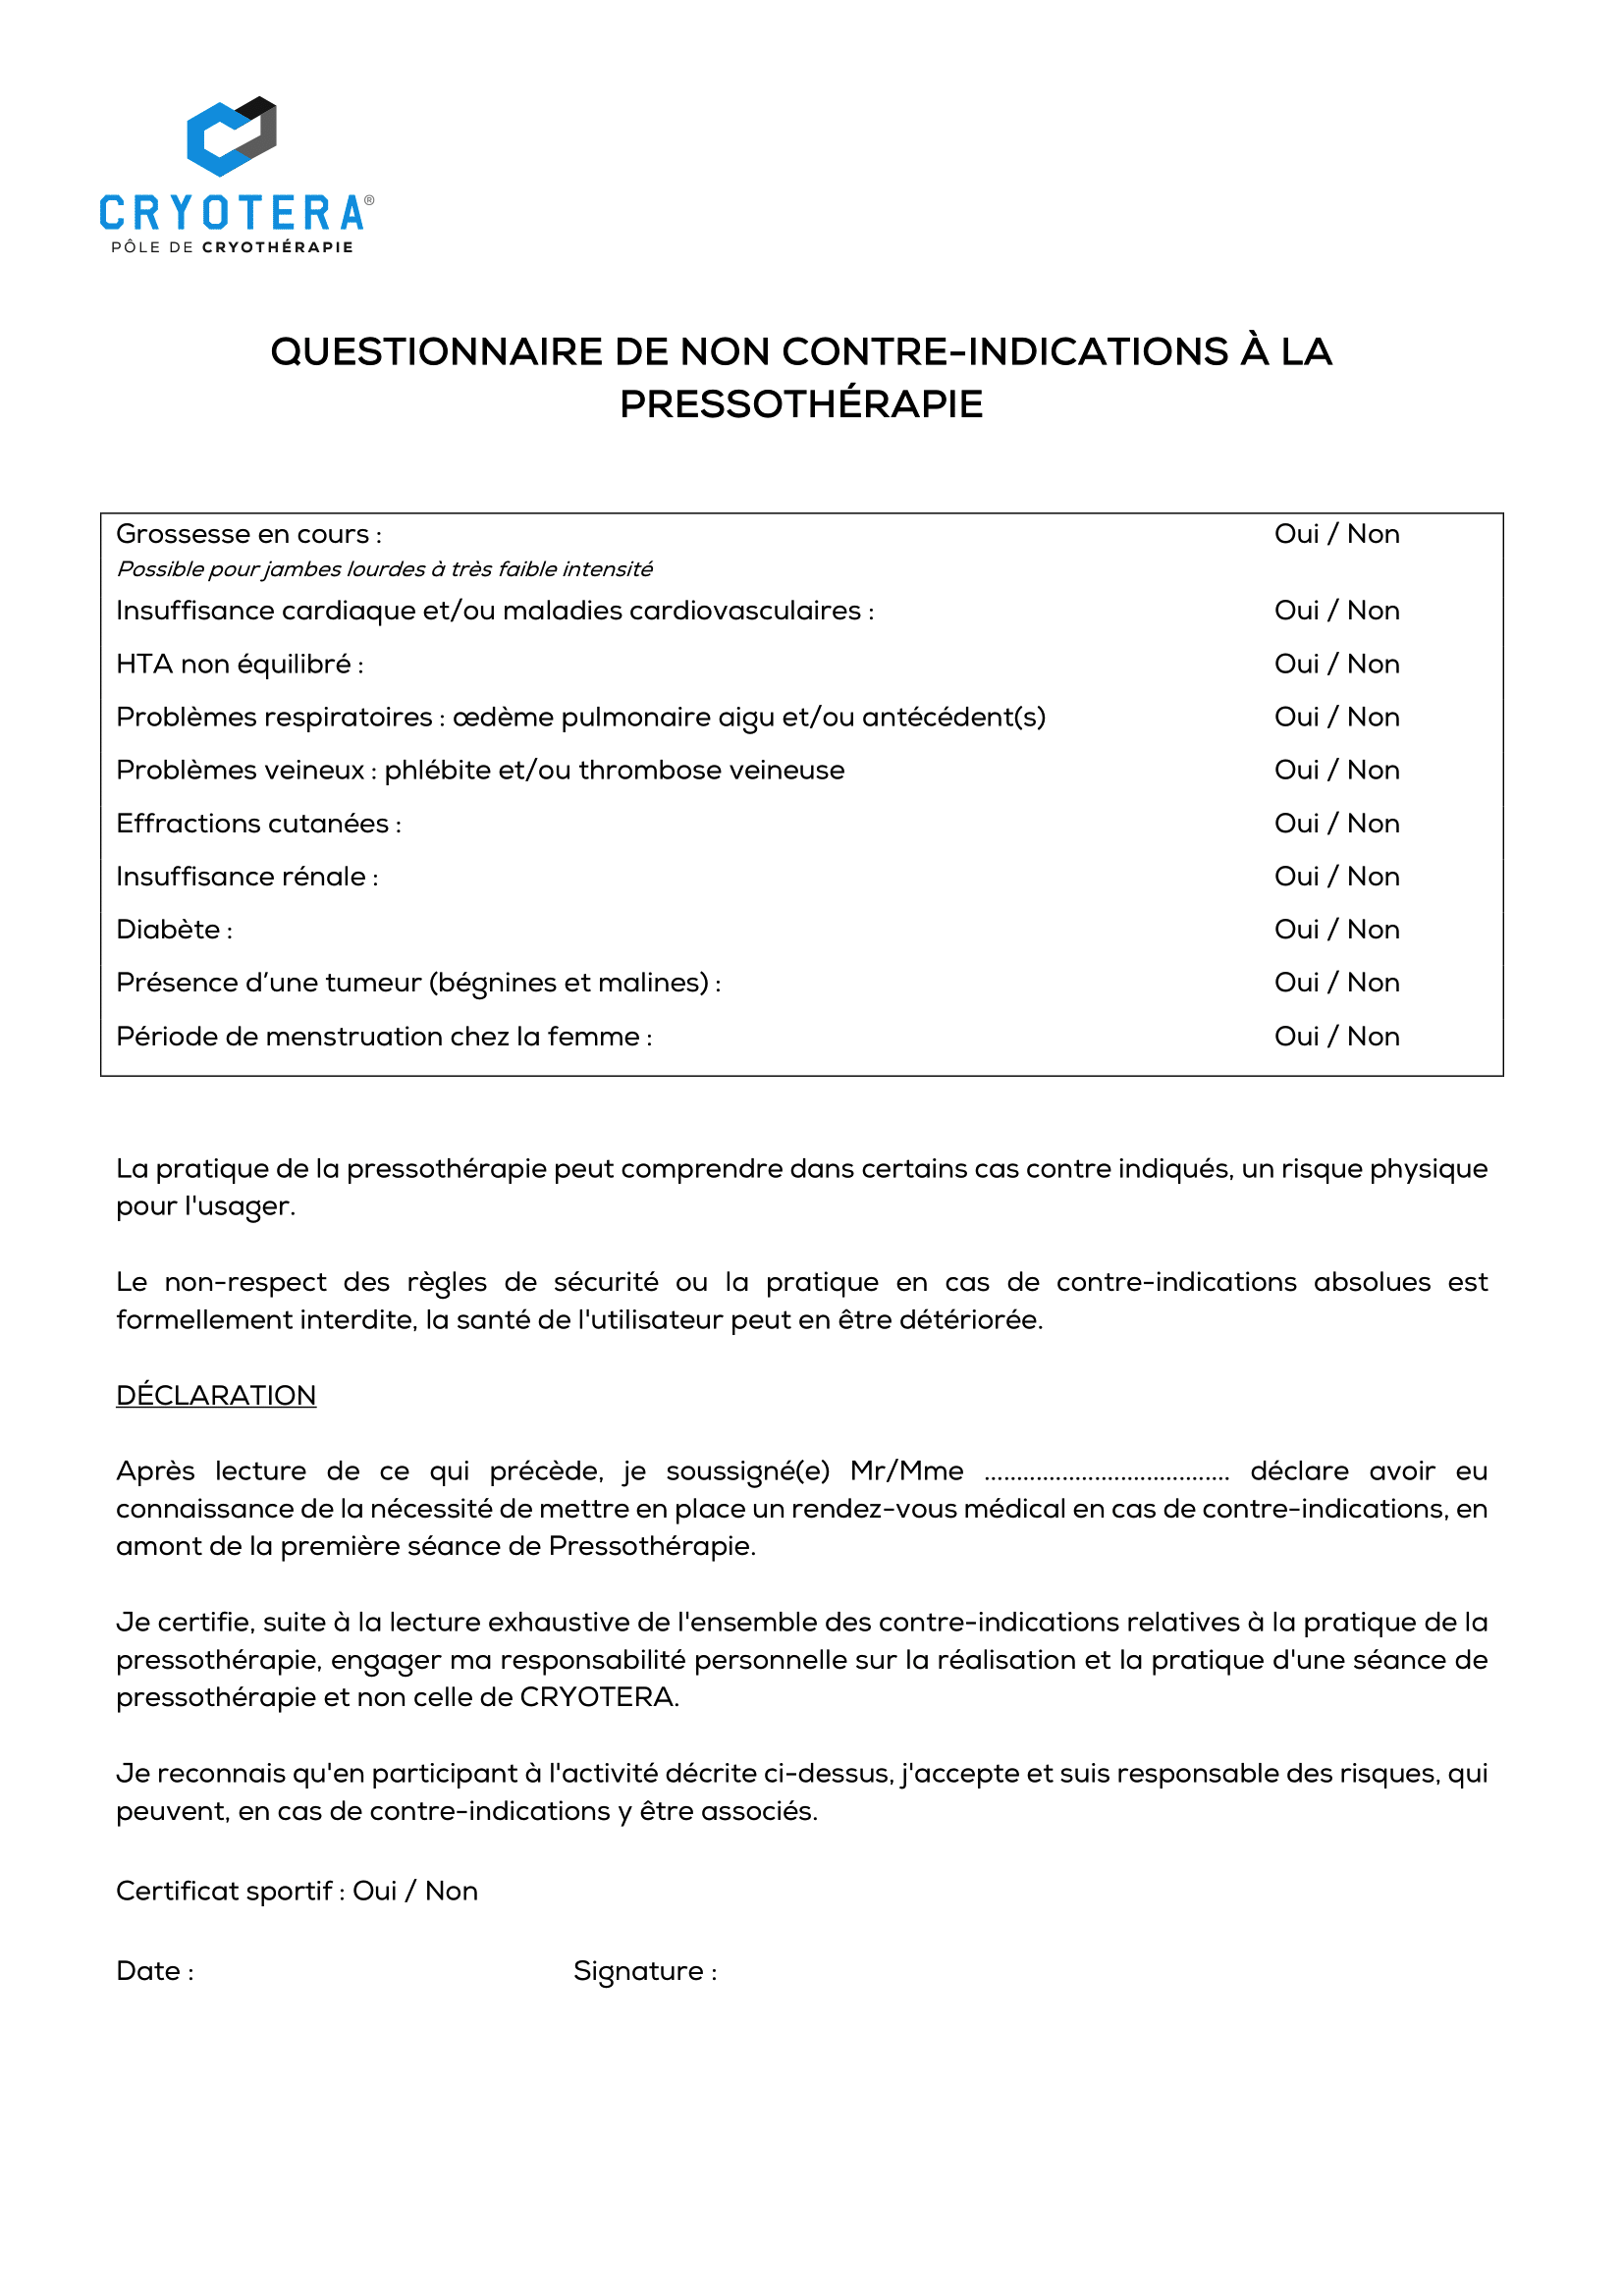 CRYOTERA®
PÔLE DE CRYOTHÉRAPIE
QUESTIONNAIRE DE NON CONTRE-INDICATIONS À LA
PRESSOTHÉRAPIE
Grossesse en cours : Oui / Non
Possible pour jambes lourdes à très faible intensité
Insuffisance cardiaque et/ou maladies cardiovasculaires : Oui / Non
HTA non équilibré : Oui / Non
Problèmes respiratoires : œdème pulmonaire aigu et/ou antécédent(s) Oui / Non
Problèmes veineux : phlébite et/ou thrombose veineuse Oui / Non
Effractions cutanées : Oui / Non
Insuffisance rénale : Oui / Non
Diabète : Oui / Non
Présence d’une tumeur (bégnines et malines) : Oui / Non
Période de menstruation chez la femme : Oui / Non
La pratique de la pressothérapie peut comprendre dans certains cas contre indiqués, un risque physique
pour l'usager.
Le non-respect des règles de sécurité ou la pratique en cas de contre-indications absolues est
formellement interdite, la santé de l'utilisateur peut en être détériorée.
DÉCLARATION
Après lecture de ce qui précède, je soussigné(e) Mr/Mme ...................................... déclare avoir eu
connaissance de la nécessité de mettre en place un rendez-vous médical en cas de contre-indications, en
amont de la première séance de Pressothérapie.
Je certifie, suite à la lecture exhaustive de l'ensemble des contre-indications relatives à la pratique de la
pressothérapie, engager ma responsabilité personnelle sur la réalisation et la pratique d'une séance de
pressothérapie et non celle de CRYOTERA.
Je reconnais qu'en participant à l'activité décrite ci-dessus, j'accepte et suis responsable des risques, qui
peuvent, en cas de contre-indications y être associés.
Certificat sportif : Oui / Non
Date : Signature :